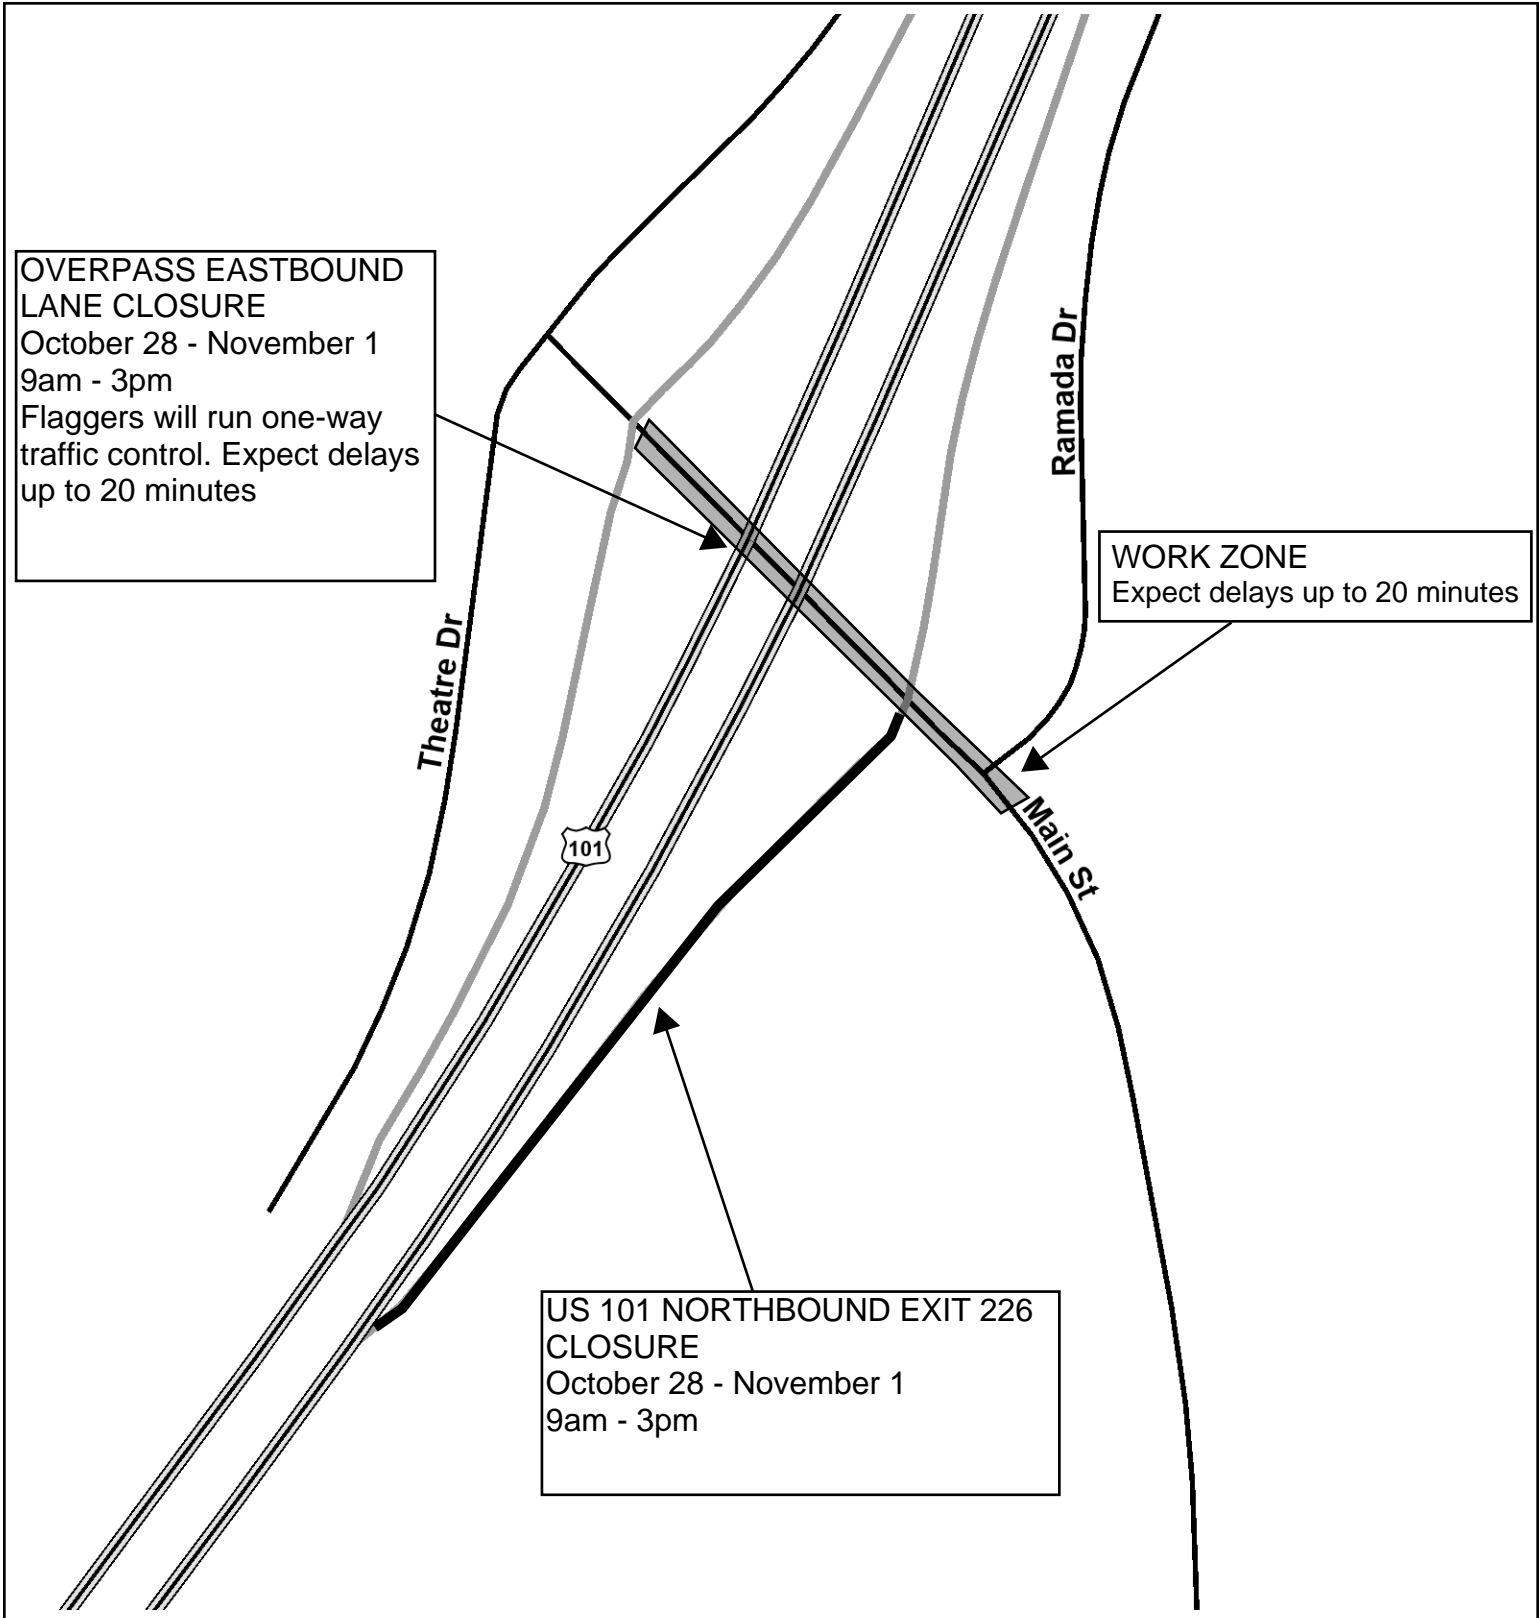 OVERPASS EASTBOUND
LANE CLOSURE
October 28 - November 1
9am - 3pm
Flaggers will run one-way
traffic control. Expect delays
up to 20 minutes
Ramada Dr
WORK ZONE
Expect delays up to 20 minutes
Theatre Dr
Main St
101
US 101 NORTHBOUND EXIT 226
CLOSURE
October 28 - November 1
9am - 3pm